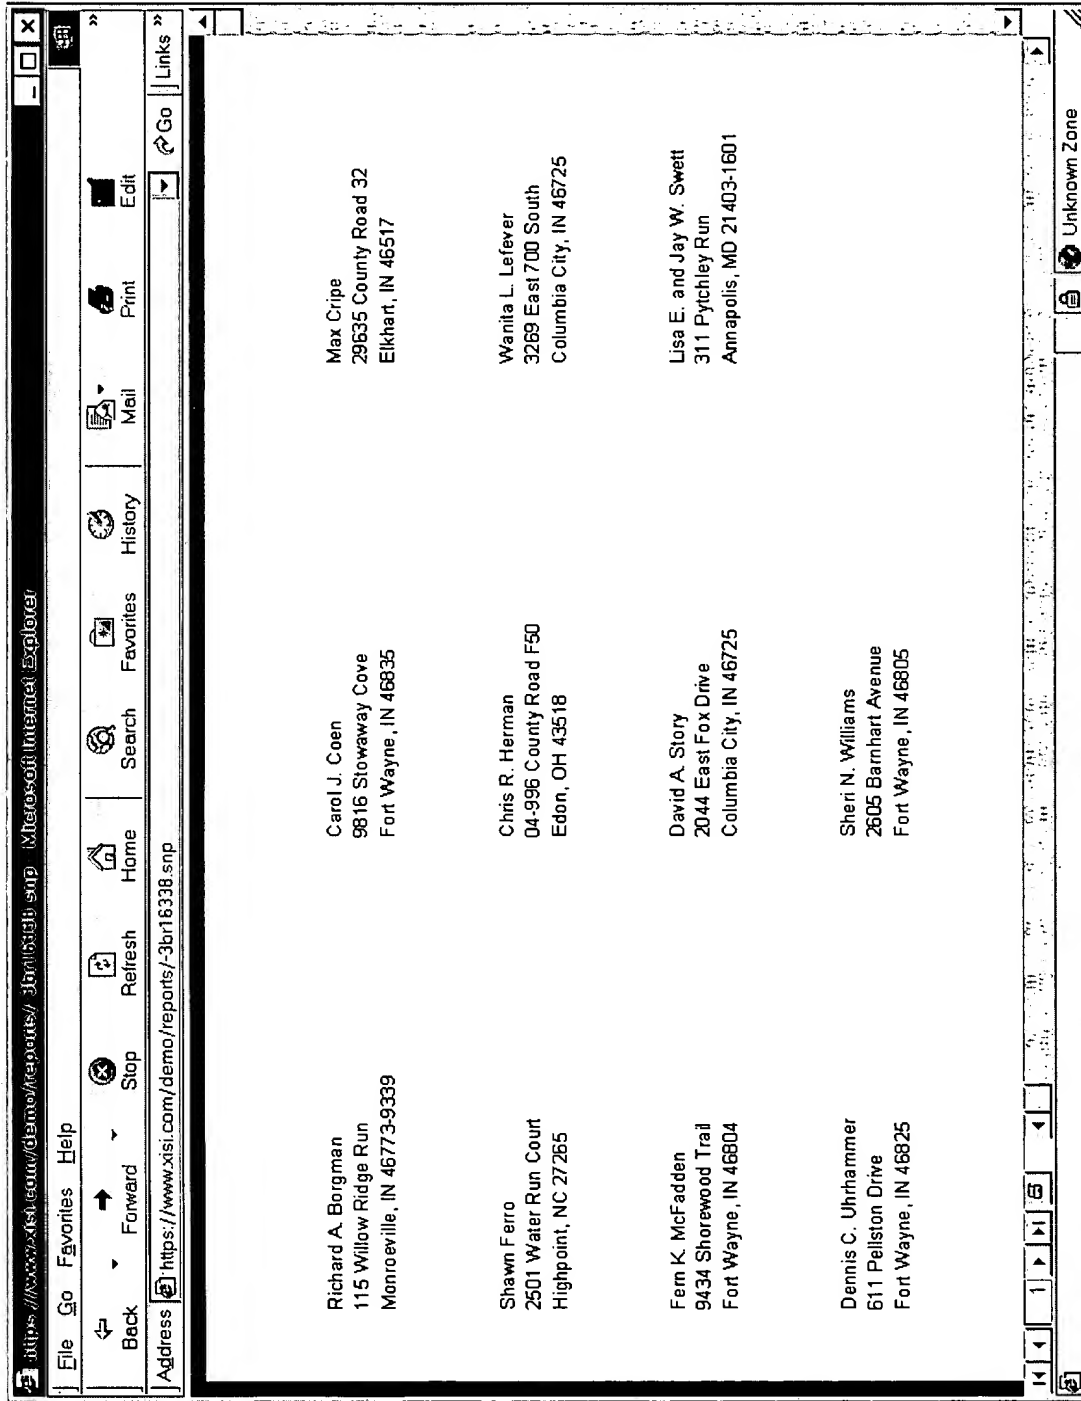 https://www.xisi.com/demo/reports/-3br16338.snp Microsoft Internet Explorer
File Go Favorites Help
Back Forward Stop Refresh Home Search Favorites History Mail Print Edit »
Address https://www.xisi.com/demo/reports/-3br16338.snp Go Links »
Richard A. Borgman
115 Willow Ridge Run
Monroeville, IN 46773-9339
Carol J. Coen
9816 Stowaway Cove
Fort Wayne, IN 46835
Max Cripe
29635 County Road 32
Elkhart, IN 46517
Shawn Ferro
2501 Water Run Court
Highpoint, NC 27265
Chris R. Herman
04-996 County Road F50
Edon, OH 43518
Wanita L. Lefever
3269 East 700 South
Columbia City, IN 46725
Fern K. McFadden
9434 Shorewood Trail
Fort Wayne, IN 46804
David A. Story
2044 East Fox Drive
Columbia City, IN 46725
Lisa E. and Jay W. Swett
311 Pytchley Run
Annapolis, MD 21403-1601
Dennis C. Uhrhammer
611 Pellston Drive
Fort Wayne, IN 46825
Sheri N. Williams
2605 Barnhart Avenue
Fort Wayne, IN 46805
1
Unknown Zone